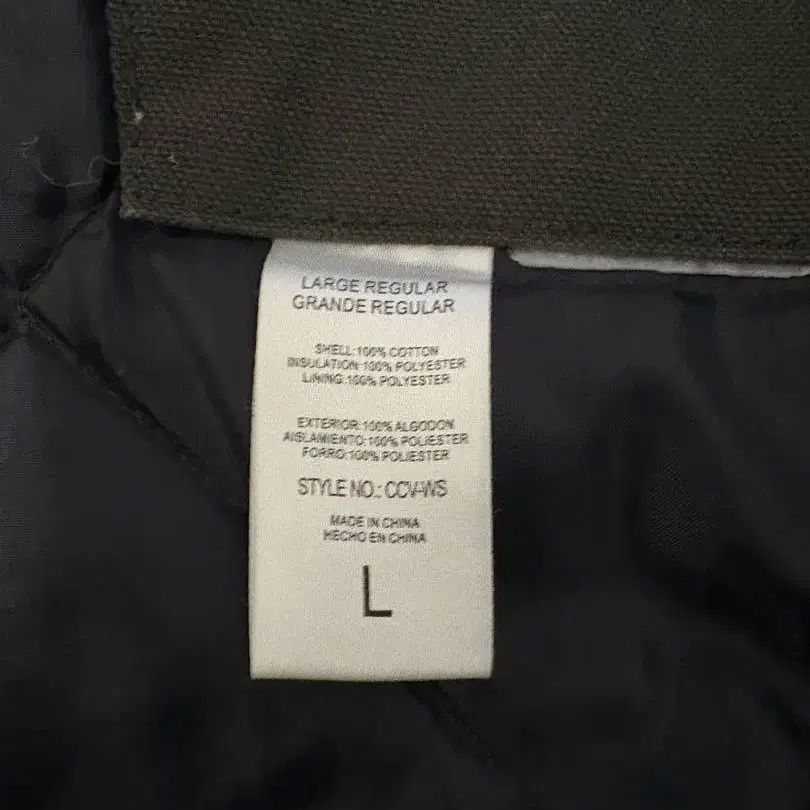 LARGE REGULAR
GRANDE REGULAR
SHELL:100% COTTON
INSULATION:100% POLYESTER
LINING:100% POLYESTER
EXTERIOR:100% ALGODON
AISLAMIENTO:100% POLIESTER
FORRO:100% POLIESTER
STYLE NO.: CCV-WS
MADE IN CHINA
HECHO EN CHINA
L